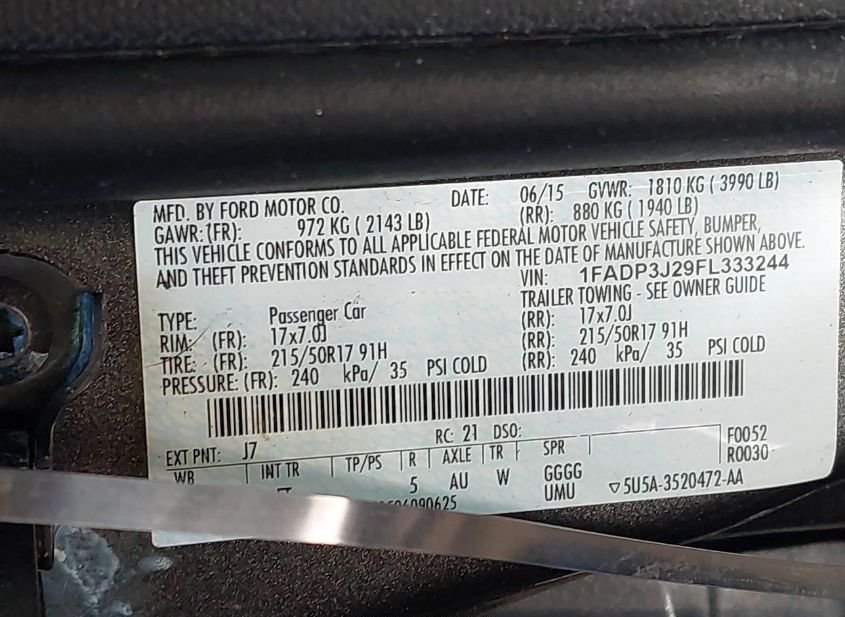 MFD. BY FORD MOTOR CO. DATE: 06/15 GVWR: 1810 KG ( 3990 LB)
GAWR:(FR): 972 KG ( 2143 LB) (RR): 880 KG ( 1940 LB)
THIS VEHICLE CONFORMS TO ALL APPLICABLE FEDERAL MOTOR VEHICLE SAFETY, BUMPER,
AND THEFT PREVENTION STANDARDS IN EFFECT ON THE DATE OF MANUFACTURE SHOWN ABOVE.
VIN: 1FADP3J29FL333244
TRAILER TOWING - SEE OWNER GUIDE
TYPE: Passenger Car
RIM: (FR): 17x7.0J (RR): 17x7.0J
TIRE: (FR): 215/50R17 91H (RR): 215/50R17 91H
PRESSURE: (FR): 240 kPa/ 35 PSI COLD (RR): 240 kPa/ 35 PSI COLD
EXT PNT: J7 RC: 21 DSO: F0052
WB INT TR TP/PS R AXLE TR SPR R0030
5 AU W GGGG
UMU ▽5U5A-3520472-AA